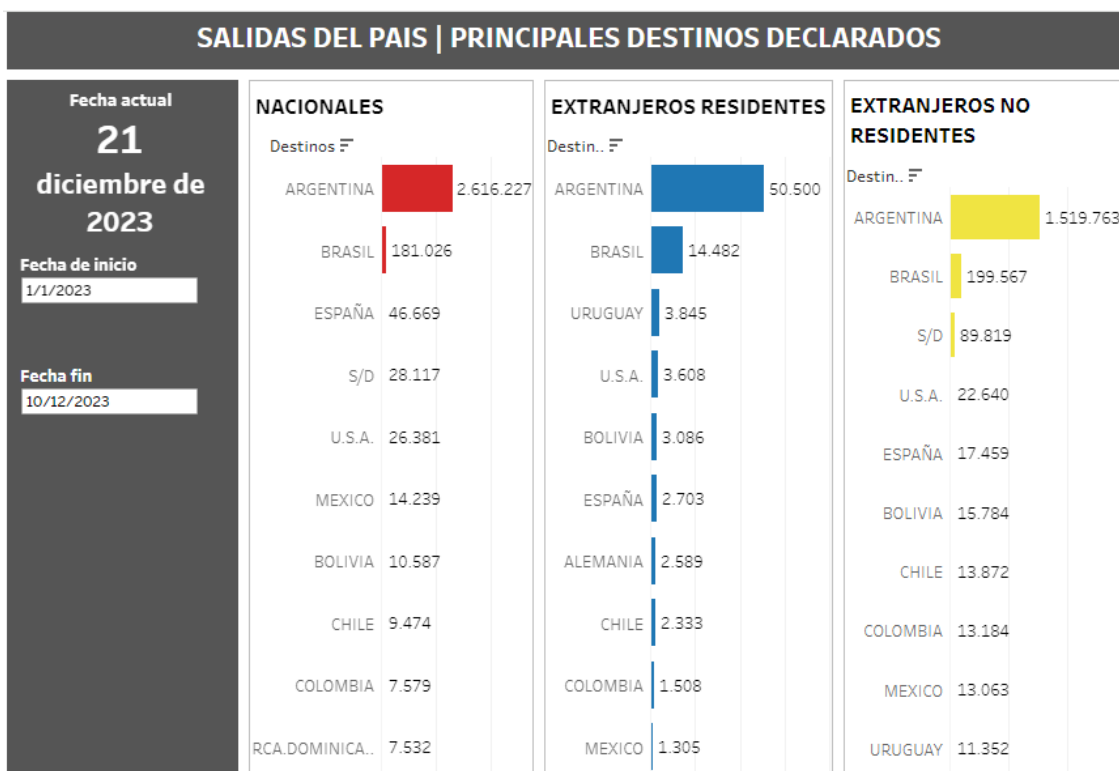 SALIDAS DEL PAIS | PRINCIPALES DESTINOS DECLARADOS
Fecha actual
21
diciembre de
2023
Fecha de inicio
1/1/2023
Fecha fin
10/12/2023
NACIONALES
Destinos
ARGENTINA 2.616.227
BRASIL 181.026
ESPAÑA 46.669
S/D 28.117
U.S.A. 26.381
MEXICO 14.239
BOLIVIA 10.587
CHILE 9.474
COLOMBIA 7.579
RCA.DOMINICA.. 7.532
EXTRANJEROS RESIDENTES
Destin..
ARGENTINA 50.500
BRASIL 14.482
URUGUAY 3.845
U.S.A. 3.608
BOLIVIA 3.086
ESPAÑA 2.703
ALEMANIA 2.589
CHILE 2.333
COLOMBIA 1.508
MEXICO 1.305
EXTRANJEROS NO
RESIDENTES
Destin..
ARGENTINA 1.519.763
BRASIL 199.567
S/D 89.819
U.S.A. 22.640
ESPAÑA 17.459
BOLIVIA 15.784
CHILE 13.872
COLOMBIA 13.184
MEXICO 13.063
URUGUAY 11.352